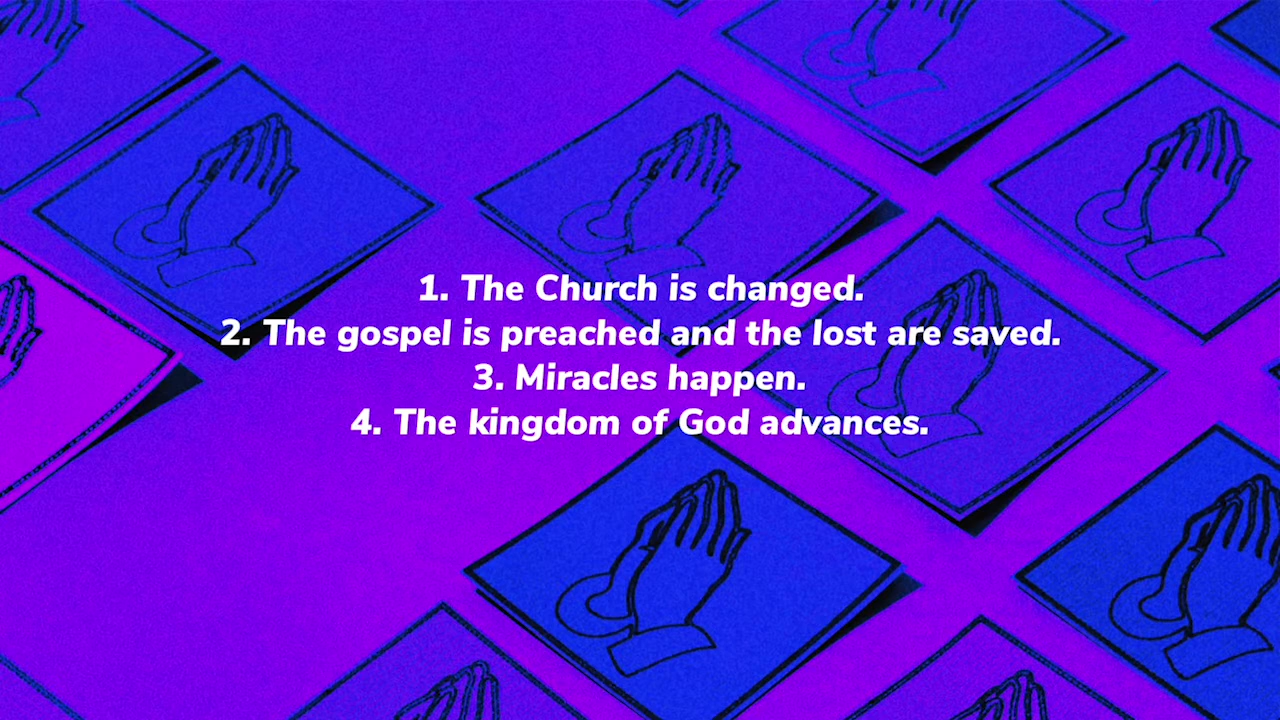 1. The Church is changed.
2. The gospel is preached and the lost are saved.
3. Miracles happen.
4. The kingdom of God advances.